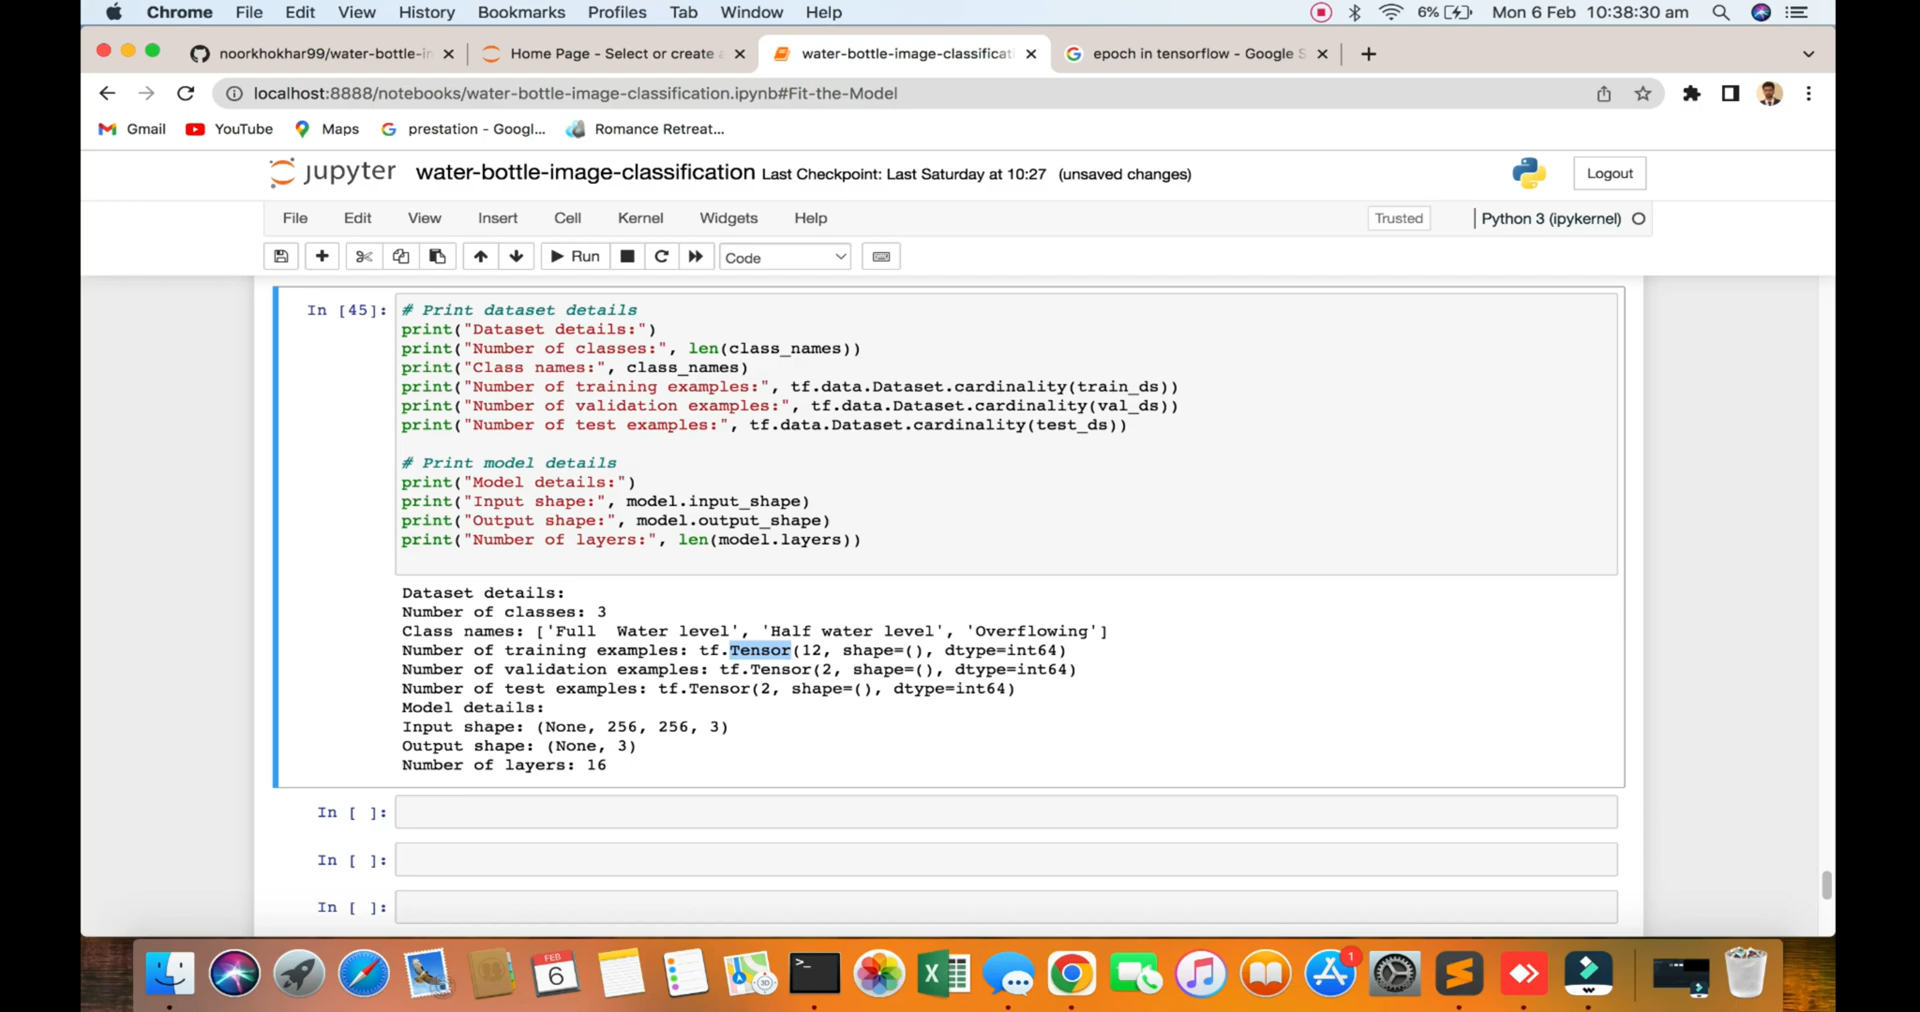 Chrome File Edit View History Bookmarks Profiles Tab Window Help 6% Mon 6 Feb 10:38:30 am
noorkhokhar99/water-bottle-in Home Page - Select or create a water-bottle-image-classificati epoch in tensorflow - Google S
localhost:8888/notebooks/water-bottle-image-classification.ipynb#Fit-the-Model
Gmail YouTube Maps prestation - Googl... Romance Retreat...
jupyter water-bottle-image-classification Last Checkpoint: Last Saturday at 10:27 (unsaved changes) Logout
File Edit View Insert Cell Kernel Widgets Help Trusted Python 3 (ipykernel)
Run Code
In [45]: # Print dataset details
print("Dataset details:")
print("Number of classes:", len(class_names))
print("Class names:", class_names)
print("Number of training examples:", tf.data.Dataset.cardinality(train_ds))
print("Number of validation examples:", tf.data.Dataset.cardinality(val_ds))
print("Number of test examples:", tf.data.Dataset.cardinality(test_ds))
# Print model details
print("Model details:")
print("Input shape:", model.input_shape)
print("Output shape:", model.output_shape)
print("Number of layers:", len(model.layers))
Dataset details:
Number of classes: 3
Class names: ['Full  Water level', 'Half water level', 'Overflowing']
Number of training examples: tf.Tensor(12, shape=(), dtype=int64)
Number of validation examples: tf.Tensor(2, shape=(), dtype=int64)
Number of test examples: tf.Tensor(2, shape=(), dtype=int64)
Model details:
Input shape: (None, 256, 256, 3)
Output shape: (None, 3)
Number of layers: 16
In [ ]:
In [ ]:
In [ ]:
FEB
6
3D
>_
X
1